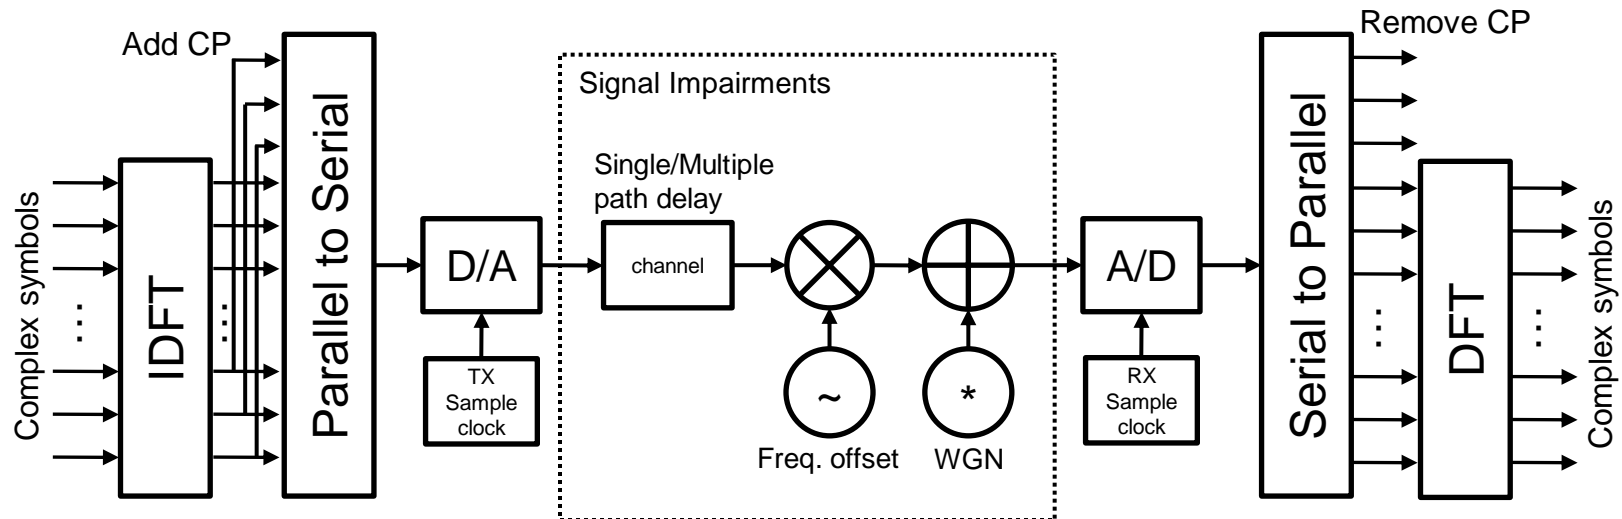 Add CP
Remove CP
Signal Impairments
Parallel to Serial
Serial to Parallel
Single/Multiple
path delay
Complex symbols
...
IDFT
...
D/A
channel
A/D
...
DFT
...
Complex symbols
TX
Sample
clock
~
*
RX
Sample
clock
Freq. offset
WGN